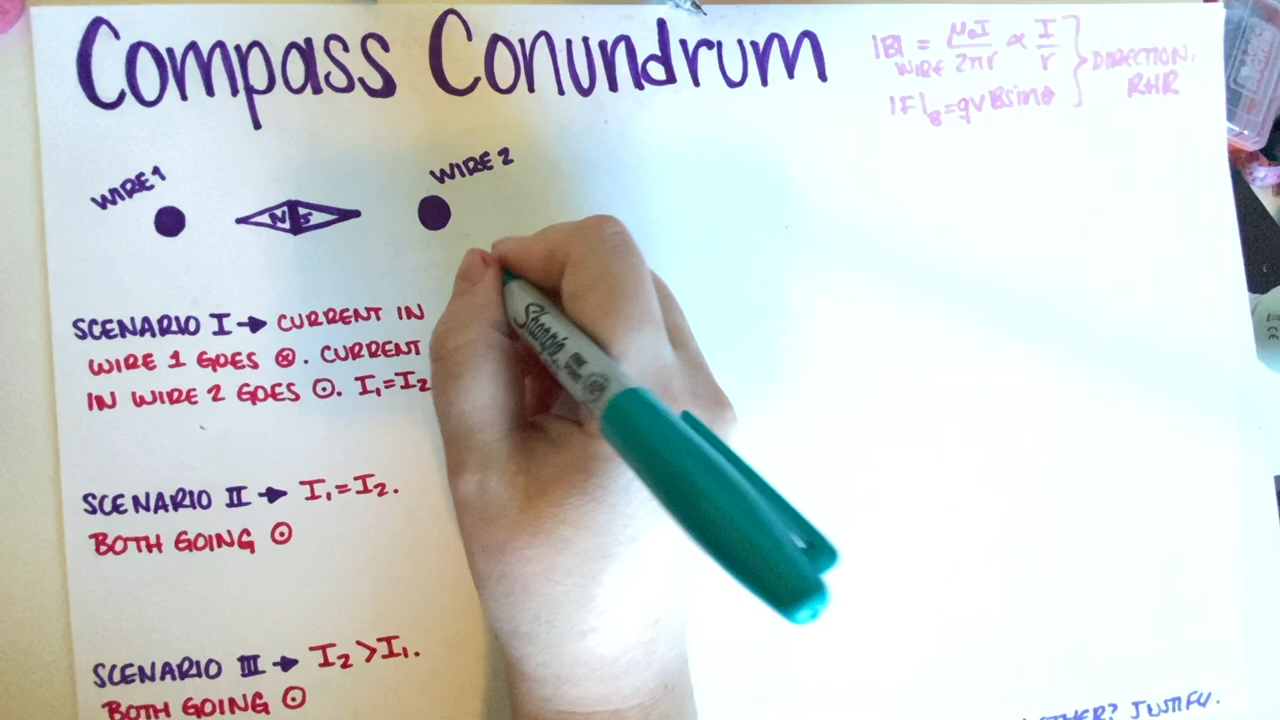 Compass Conundrum
|B| = μ₀I / 2πr ∝ I / r
WIRE
DIRECTION, RHR
|F|_B = qvBsinθ
WIRE 1
WIRE 2
N S
SCENARIO I → CURRENT IN
WIRE 1 GOES ⊗. CURRENT
IN WIRE 2 GOES ⊙. I₁=I₂
Sharpie
SCENARIO II → I₁=I₂.
BOTH GOING ⊙
SCENARIO III → I₂>I₁.
BOTH GOING ⊙
JUSTIFY.